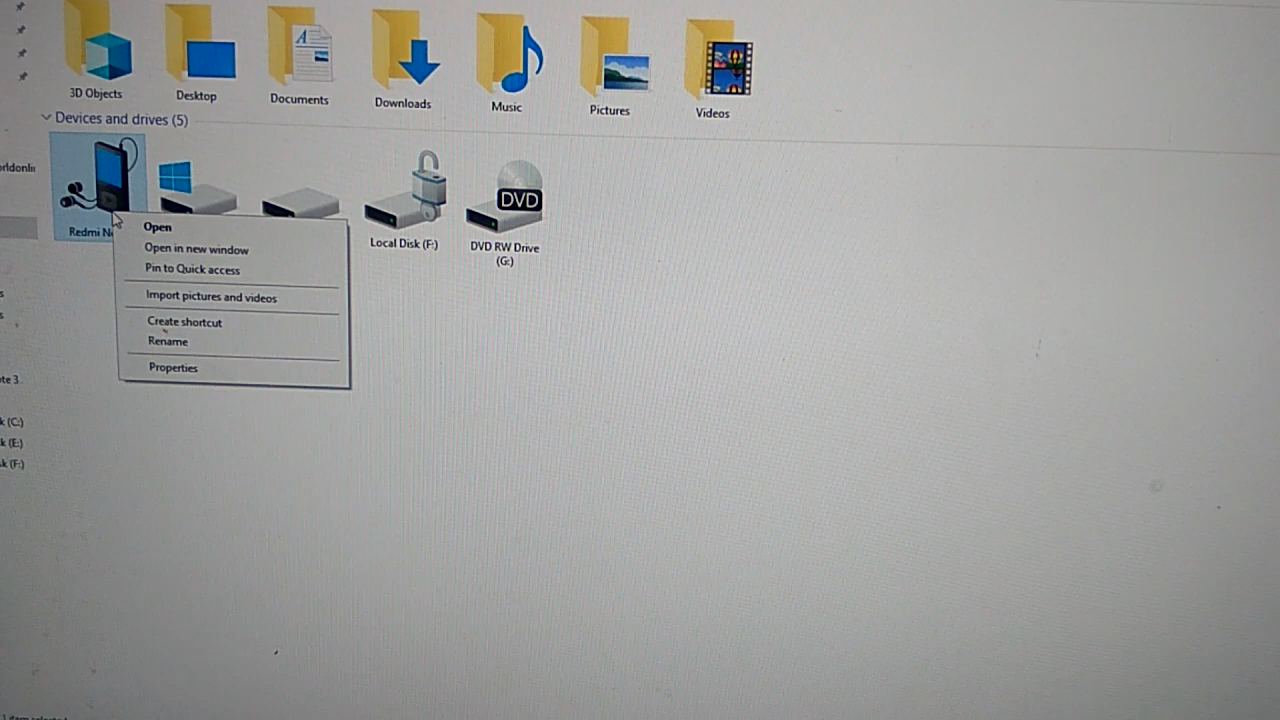 3D Objects
Desktop
Documents
Downloads
Music
Pictures
Videos
Devices and drives (5)
Redmi
DVD
Local Disk (F:)
DVD RW Drive
(G:)
Open
Open in new window
Pin to Quick access
Import pictures and videos
Create shortcut
Rename
Properties
(C:)
(E:)
(F:)